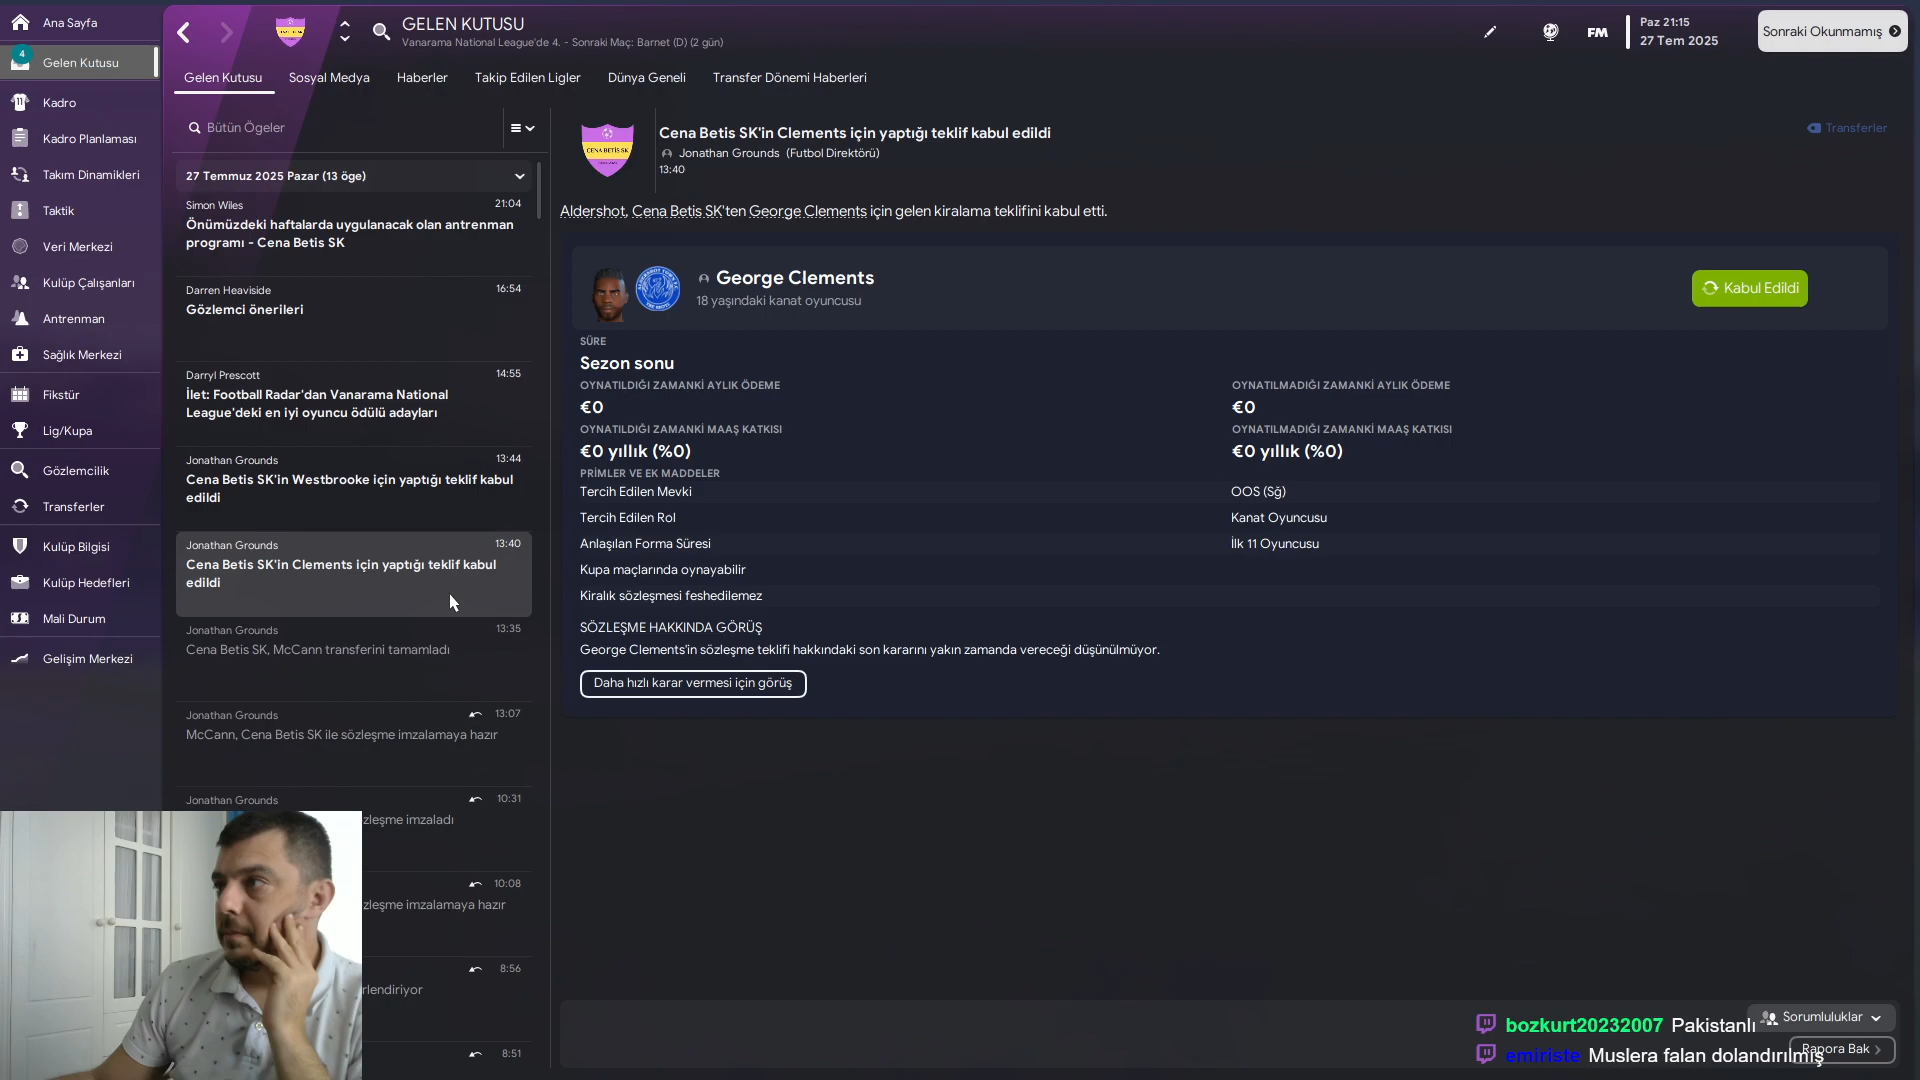 Ana Sayfa
4
Gelen Kutusu
Kadro
Kadro Planlaması
Takım Dinamikleri
Taktik
Veri Merkezi
Kulüp Çalışanları
Antrenman
Sağlık Merkezi
Fikstür
Lig/Kupa
Gözlemcilik
Transferler
Kulüp Bilgisi
Kulüp Hedefleri
Mali Durum
Gelişim Merkezi
GELEN KUTUSU
Vanarama National League'de 4. - Sonraki Maç: Barnet (D) (2 gün)
FM
Paz 21:15
27 Tem 2025
Sonraki Okunmamış
Gelen Kutusu
Sosyal Medya
Haberler
Takip Edilen Ligler
Dünya Geneli
Transfer Dönemi Haberleri
Bütün Ögeler
27 Temmuz 2025 Pazar (13 öge)
Simon Wiles 21:04
Önümüzdeki haftalarda uygulanacak olan antrenman
programı - Cena Betis SK
Darren Heaviside 16:54
Gözlemci önerileri
Darryl Prescott 14:55
İlet: Football Radar'dan Vanarama National
League'deki en iyi oyuncu ödülü adayları
Jonathan Grounds 13:44
Cena Betis SK'in Westbrooke için yaptığı teklif kabul
edildi
Jonathan Grounds 13:40
Cena Betis SK'in Clements için yaptığı teklif kabul
edildi
Jonathan Grounds 13:35
Cena Betis SK, McCann transferini tamamladı
Jonathan Grounds 13:07
McCann, Cena Betis SK ile sözleşme imzalamaya hazır
Jonathan Grounds 10:31
zleşme imzaladı
10:08
zleşme imzalamaya hazır
8:56
rlendiriyor
8:51
CENA BETIS SK
Cena Betis SK'in Clements için yaptığı teklif kabul edildi
Jonathan Grounds (Futbol Direktörü)
13:40
Transferler
Aldershot, Cena Betis SK'ten George Clements için gelen kiralama teklifini kabul etti.
George Clements
18 yaşındaki kanat oyuncusu
Kabul Edildi
SÜRE
Sezon sonu
OYNATILDIĞI ZAMANKİ AYLIK ÖDEME
OYNATILMADIĞI ZAMANKİ AYLIK ÖDEME
€0
€0
OYNATILDIĞI ZAMANKİ MAAŞ KATKISI
OYNATILMADIĞI ZAMANKİ MAAŞ KATKISI
€0 yıllık (%0)
€0 yıllık (%0)
PRİMLER VE EK MADDELER
Tercih Edilen Mevki
OOS (Sğ)
Tercih Edilen Rol
Kanat Oyuncusu
Anlaşılan Forma Süresi
İlk 11 Oyuncusu
Kupa maçlarında oynayabilir
Kiralık sözleşmesi feshedilemez
SÖZLEŞME HAKKINDA GÖRÜŞ
George Clements'in sözleşme teklifi hakkındaki son kararını yakın zamanda vereceği düşünülmüyor.
Daha hızlı karar vermesi için görüş
Sorumluluklar
bozkurt20232007 Pakistanlı
Rapora Bak
emiriste Muslera falan dolandırılmış